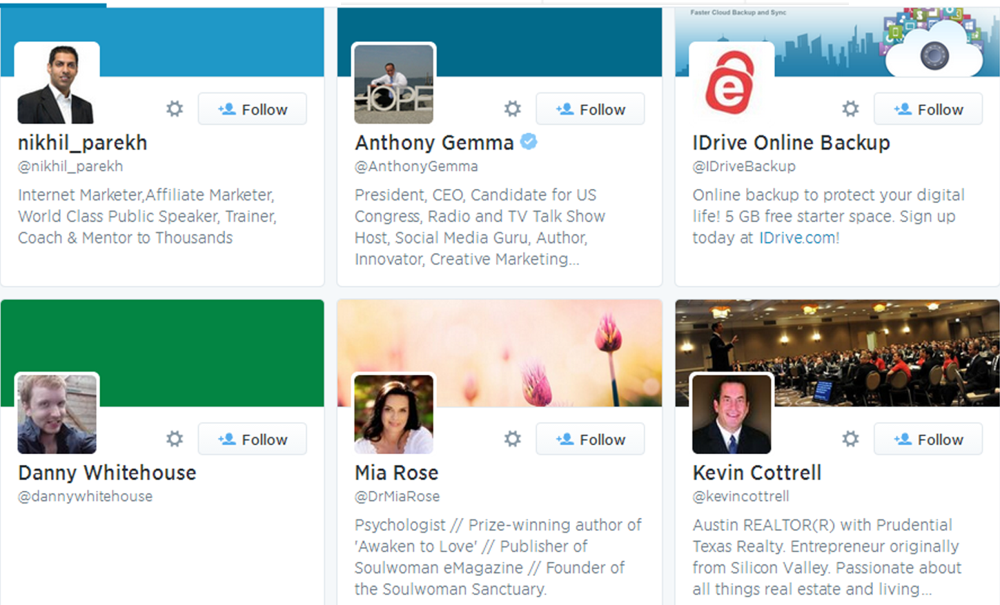 Faster Cloud Backup and Sync
HOPE
e
Follow
nikhil_parekh
@nikhil_parekh
Internet Marketer,Affiliate Marketer,
World Class Public Speaker, Trainer,
Coach & Mentor to Thousands
Follow
Anthony Gemma
@AnthonyGemma
President, CEO, Candidate for US
Congress, Radio and TV Talk Show
Host, Social Media Guru, Author,
Innovator, Creative Marketing...
Follow
IDrive Online Backup
@IDriveBackup
Online backup to protect your digital
life! 5 GB free starter space. Sign up
today at IDrive.com!
Follow
Danny Whitehouse
@dannywhitehouse
Follow
Mia Rose
@DrMiaRose
Psychologist // Prize-winning author of
'Awaken to Love' // Publisher of
Soulwoman eMagazine // Founder of
the Soulwoman Sanctuary.
Follow
Kevin Cottrell
@kevincottrell
Austin REALTOR(R) with Prudential
Texas Realty. Entrepreneur originally
from Silicon Valley. Passionate about
all things real estate and living...